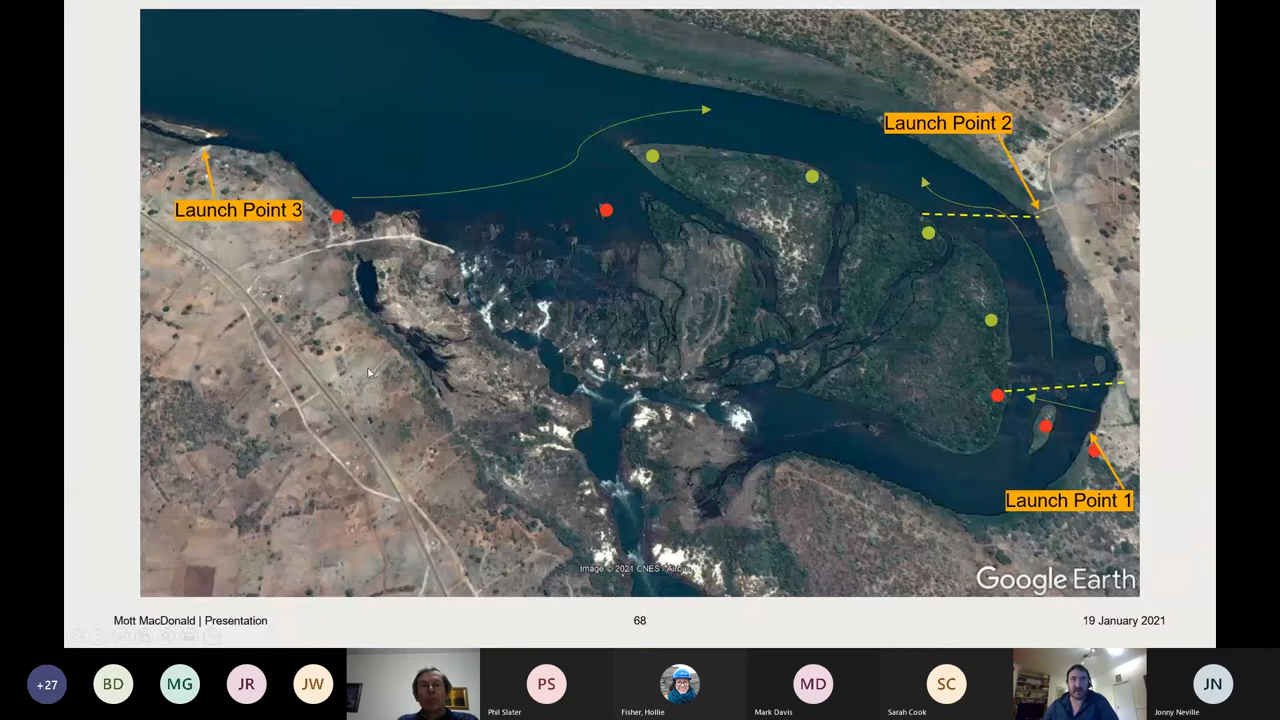 Launch Point 2
Launch Point 3
Launch Point 1
Image © 2021 CNES / Airbus
Google Earth
Mott MacDonald | Presentation
68
19 January 2021
+27
BD
MG
JR
JW
PS
MD
SC
JN
Phil Slater
Fisher, Hollie
Mark Davis
Sarah Cook
Jonny Neville